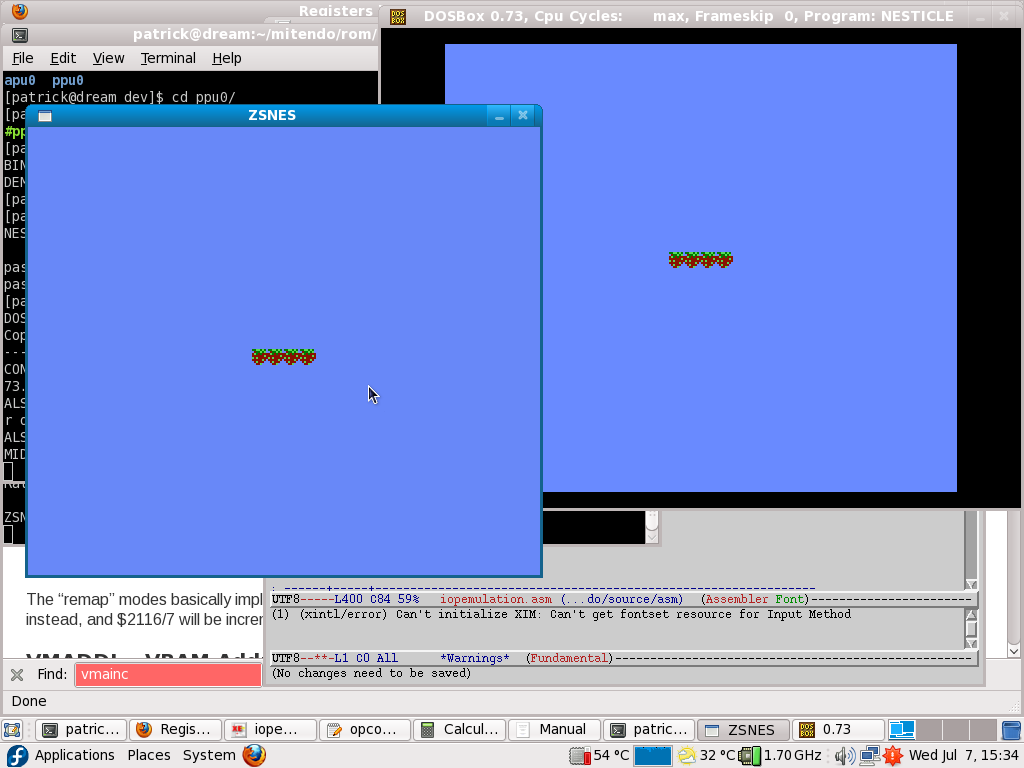 Registers
DOSBox 0.73, Cpu Cycles: max, Frameskip 0, Program: NESTICLE
patrick@dream:~/mitendo/rom/
File Edit View Terminal Help
apu0 ppu0
[patrick@dream dev]$ cd ppu0/
[pa
#pp
[pa
BIN
DEM
[pa
[pa
NES
pas
pas
[pa
DOS
Cop
---
CON
73.
ALS
r c
ALS
MID
ZSN
ZSNES
The “remap” modes basically impl
instead, and $2116/7 will be increr
UTF8-----L400 C84 59% iopemulation.asm (...do/source/asm) (Assembler Font)
(1) (xintl/error) Can't initialize XIM: Can't get fontset resource for Input Method
UTF8--**-L1 C0 All *Warnings* (Fundamental)
(No changes need to be saved)
Find: vmainc
Done
patric... Regis... iope... opco... Calcul... Manual patric... ZSNES 0.73
Applications Places System 54 °C 32 °C 1.70 GHz Wed Jul 7, 15:34